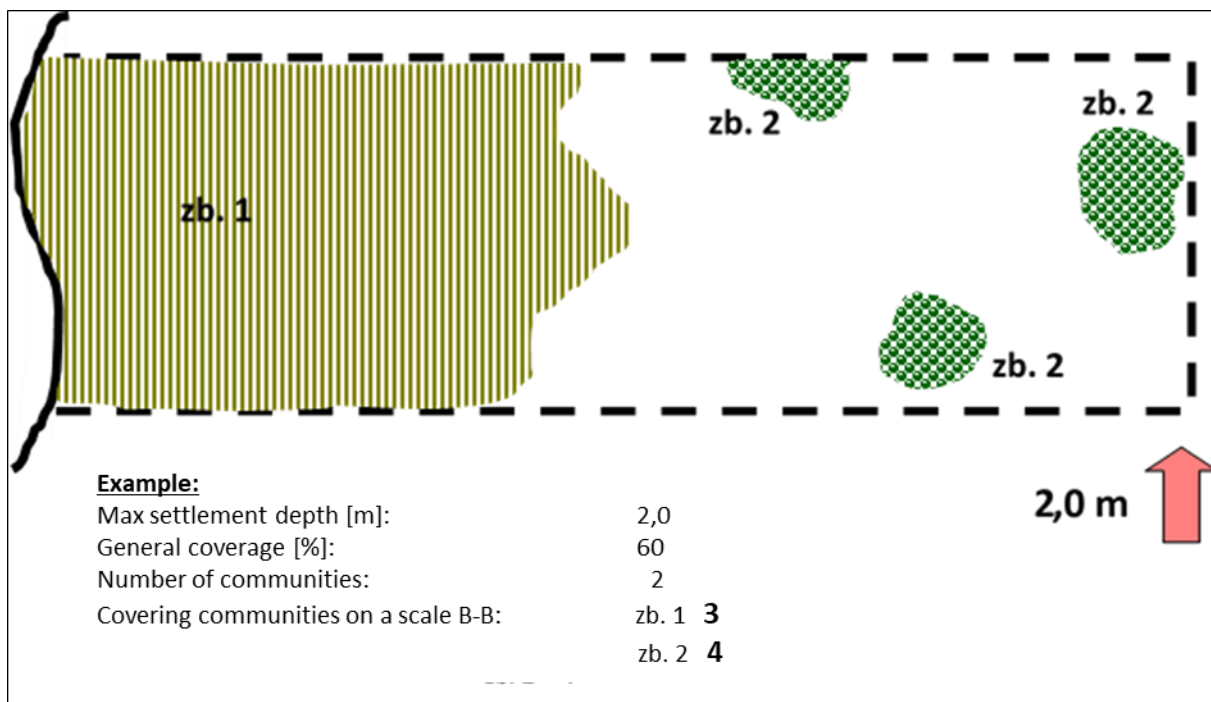 zb. 2
zb. 2
zb. 1
zb. 2
Example:
2,0 m
Max settlement depth [m]: 2,0
General coverage [%]: 60
Number of communities: 2
Covering communities on a scale B-B: zb. 1 3
zb. 2 4